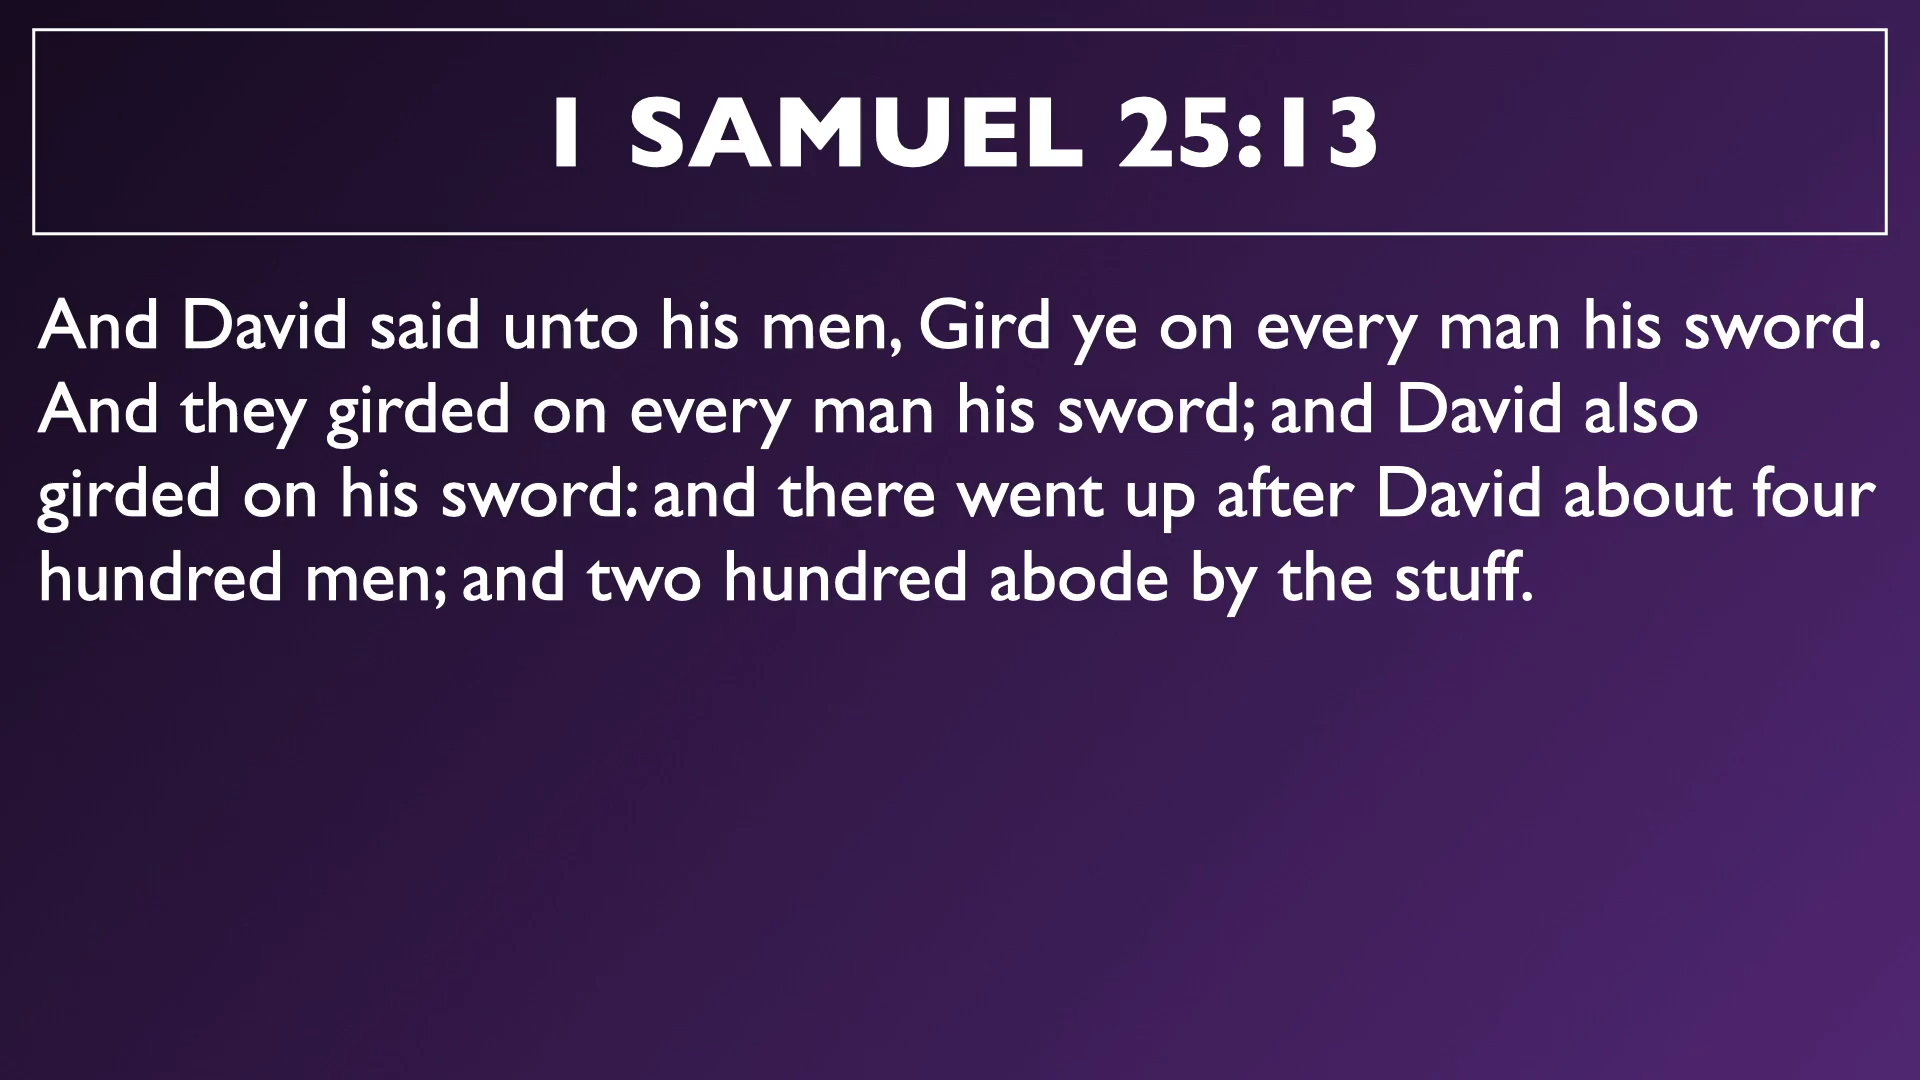 1 SAMUEL 25:13
And David said unto his men, Gird ye on every man his sword.
And they girded on every man his sword; and David also
girded on his sword: and there went up after David about four
hundred men; and two hundred abode by the stuff.